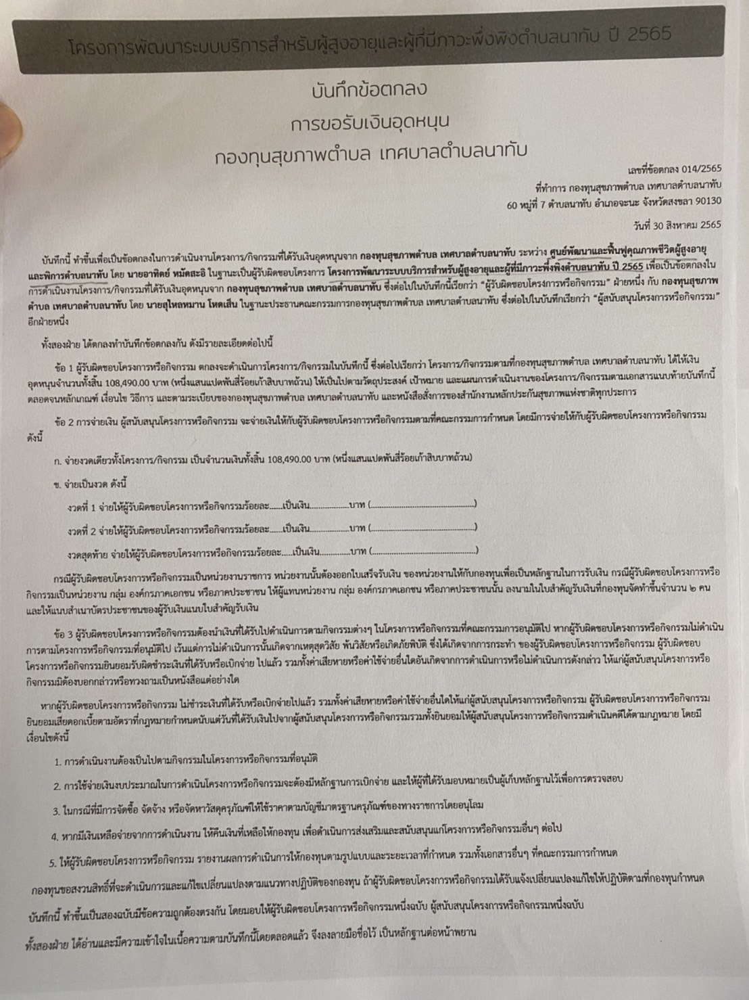 โครงการพัฒนาระบบบริการสำหรับผู้สูงอายุและผู้ที่มีภาวะพึ่งพิงตำบลนาทับ ปี 2565
บันทึกข้อตกลง
การขอรับเงินอุดหนุน
กองทุนสุขภาพตำบล เทศบาลตำบลนาทับ
เลขที่ข้อตกลง 014/2565
ที่ทำการ กองทุนสุขภาพตำบล เทศบาลตำบลนาทับ
60 หมู่ที่ 7 ตำบลนาทับ อำเภอจะนะ จังหวัดสงขลา 90130
วันที่ 30 สิงหาคม 2565
บันทึกนี้ ทำขึ้นเพื่อเป็นข้อตกลงในการดำเนินงานโครงการ/กิจกรรมที่ได้รับเงินอุดหนุนจาก กองทุนสุขภาพตำบล เทศบาลตำบลนาทับ ระหว่าง ศูนย์พัฒนาและฟื้นฟูคุณภาพชีวิตผู้สูงอายุ
และพิการตำบลนาทับ โดย นายอาทิตย์ หมัดสะอิ ในฐานะเป็นผู้รับผิดชอบโครงการ โครงการพัฒนาระบบบริการสำหรับผู้สูงอายุและผู้ที่มีภาวะพึ่งพิงตำบลนาทับ ปี 2565 เพื่อเป็นข้อตกลงใน
การดำเนินงานโครงการ/กิจกรรมที่ได้รับเงินอุดหนุนจาก กองทุนสุขภาพตำบล เทศบาลตำบลนาทับ ซึ่งต่อไปในบันทึกนี้เรียกว่า “ผู้รับผิดชอบโครงการหรือกิจกรรม” ฝ่ายหนึ่ง กับ กองทุนสุขภาพ
ตำบล เทศบาลตำบลนาทับ โดย นายสุไหลหมาน โหดเส็น ในฐานะประธานคณะกรรมการกองทุนสุขภาพตำบล เทศบาลตำบลนาทับ ซึ่งต่อไปในบันทึกเรียกว่า “ผู้สนับสนุนโครงการหรือกิจกรรม”
อีกฝ่ายหนึ่ง
ทั้งสองฝ่าย ได้ตกลงทำบันทึกข้อตกลงกัน ดังมีรายละเอียดต่อไปนี้
ข้อ 1 ผู้รับผิดชอบโครงการหรือกิจกรรม ตกลงจะดำเนินการโครงการ/กิจกรรมในบันทึกนี้ ซึ่งต่อไปเรียกว่า โครงการ/กิจกรรมตามที่กองทุนสุขภาพตำบล เทศบาลตำบลนาทับ ได้ให้เงิน
อุดหนุนจำนวนทั้งสิ้น 108,490.00 บาท (หนึ่งแสนแปดพันสี่ร้อยเก้าสิบบาทถ้วน) ให้เป็นไปตามวัตถุประสงค์ เป้าหมาย และแผนการดำเนินงานของโครงการ/กิจกรรมตามเอกสารแนบท้ายบันทึกนี้
ตลอดจนหลักเกณฑ์ เงื่อนไข วิธีการ และตามระเบียบของกองทุนสุขภาพตำบล เทศบาลตำบลนาทับ และหนังสือสั่งการของสำนักงานหลักประกันสุขภาพแห่งชาติทุกประการ
ข้อ 2 การจ่ายเงิน ผู้สนับสนุนโครงการหรือกิจกรรม จะจ่ายเงินให้กับผู้รับผิดชอบโครงการหรือกิจกรรมตามที่คณะกรรมการกำหนด โดยมีการจ่ายให้กับผู้รับผิดชอบโครงการหรือกิจกรรม
ดังนี้
ก. จ่ายงวดเดียวทั้งโครงการ/กิจกรรม เป็นจำนวนเงินทั้งสิ้น 108,490.00 บาท (หนึ่งแสนแปดพันสี่ร้อยเก้าสิบบาทถ้วน)
ข. จ่ายเป็นงวด ดังนี้
งวดที่ 1 จ่ายให้ผู้รับผิดชอบโครงการหรือกิจกรรมร้อยละ......เป็นเงิน..................บาท (................................................)
งวดที่ 2 จ่ายให้ผู้รับผิดชอบโครงการหรือกิจกรรมร้อยละ......เป็นเงิน..................บาท (................................................)
งวดสุดท้าย จ่ายให้ผู้รับผิดชอบโครงการหรือกิจกรรมร้อยละ.....เป็นเงิน..............บาท (................................................)
กรณีผู้รับผิดชอบโครงการหรือกิจกรรมเป็นหน่วยงานราชการ หน่วยงานนั้นต้องออกใบเสร็จรับเงิน ของหน่วยงานให้กับกองทุนเพื่อเป็นหลักฐานในการรับเงิน กรณีผู้รับผิดชอบโครงการหรือ
กิจกรรมเป็นหน่วยงาน กลุ่ม องค์กรภาคเอกชน หรือภาคประชาชน ให้ผู้แทนหน่วยงาน กลุ่ม องค์กรภาคเอกชน หรือภาคประชาชนนั้น ลงนามในใบสำคัญรับเงินที่กองทุนจัดทำขึ้นจำนวน ๒ คน
และให้แนบสำเนาบัตรประชาชนของผู้รับเงินแนบใบสำคัญรับเงิน
ข้อ 3 ผู้รับผิดชอบโครงการหรือกิจกรรมต้องนำเงินที่ได้รับไปดำเนินการตามกิจกรรมต่างๆ ในโครงการหรือกิจกรรมที่คณะกรรมการอนุมัติไป หากผู้รับผิดชอบโครงการหรือกิจกรรมไม่ดำเนิน
การตามโครงการหรือกิจกรรมที่อนุมัติไป เว้นแต่การไม่ดำเนินการนั้นเกิดจากเหตุสุดวิสัย พ้นวิสัยหรือเกิดภัยพิบัติ ซึ่งได้เกิดจากการกระทำ ของผู้รับผิดชอบโครงการหรือกิจกรรม ผู้รับผิดชอบ
โครงการหรือกิจกรรมยินยอมรับผิดชำระเงินที่ได้รับหรือเบิกจ่าย ไปแล้ว รวมทั้งค่าเสียหายหรือค่าใช้จ่ายอื่นใดอันเกิดจากการดำเนินการหรือไม่ดำเนินการดังกล่าว ให้แก่ผู้สนับสนุนโครงการหรือ
กิจกรรมมิต้องบอกกล่าวหรือทวงถามเป็นหนังสือแต่อย่างใด
หากผู้รับผิดชอบโครงการหรือกิจกรรม ไม่ชำระเงินที่ได้รับหรือเบิกจ่ายไปแล้ว รวมทั้งค่าเสียหายหรือค่าใช้จ่ายอื่นใดให้แก่ผู้สนับสนุนโครงการหรือกิจกรรม ผู้รับผิดชอบโครงการหรือกิจกรรม
ยินยอมเสียดอกเบี้ยตามอัตราที่กฎหมายกำหนดนับแต่วันที่ได้รับเงินไปจากผู้สนับสนุนโครงการหรือกิจกรรมรวมทั้งยินยอมให้ผู้สนับสนุนโครงการหรือกิจกรรมดำเนินคดีได้ตามกฎหมาย โดยมี
เงื่อนไขดังนี้
1. การดำเนินงานต้องเป็นไปตามกิจกรรมในโครงการหรือกิจกรรมที่อนุมัติ
2. การใช้จ่ายเงินงบประมาณในการดำเนินโครงการหรือกิจกรรมจะต้องมีหลักฐานการเบิกจ่าย และให้ผู้ที่ได้รับมอบหมายเป็นผู้เก็บหลักฐานไว้เพื่อการตรวจสอบ
3. ในกรณีที่มีการจัดซื้อ จัดจ้าง หรือจัดหาวัสดุครุภัณฑ์ให้ใช้ราคาตามบัญชีมาตรฐานครุภัณฑ์ของทางราชการโดยอนุโลม
4. หากมีเงินเหลือจ่ายจากการดำเนินงาน ให้คืนเงินที่เหลือให้กองทุน เพื่อดำเนินการส่งเสริมและสนับสนุนแก่โครงการหรือกิจกรรมอื่นๆ ต่อไป
5. ให้ผู้รับผิดชอบโครงการหรือกิจกรรม รายงานผลการดำเนินการให้กองทุนตามรูปแบบและระยะเวลาที่กำหนด รวมทั้งเอกสารอื่นๆ ที่คณะกรรมการกำหนด
กองทุนขอสงวนสิทธิ์ที่จะดำเนินการและแก้ไขเปลี่ยนแปลงตามแนวทางปฏิบัติของกองทุน ถ้าผู้รับผิดชอบโครงการหรือกิจกรรมได้รับแจ้งเปลี่ยนแปลงแก้ไขให้ปฏิบัติตามที่กองทุนกำหนด
บันทึกนี้ ทำขึ้นเป็นสองฉบับมีข้อความถูกต้องตรงกัน โดยมอบให้ผู้รับผิดชอบโครงการหรือกิจกรรมหนึ่งฉบับ ผู้สนับสนุนโครงการหรือกิจกรรมหนึ่งฉบับ
ทั้งสองฝ่าย ได้อ่านและมีความเข้าใจในเนื้อความตามบันทึกนี้โดยตลอดแล้ว จึงลงลายมือชื่อไว้ เป็นหลักฐานต่อหน้าพยาน